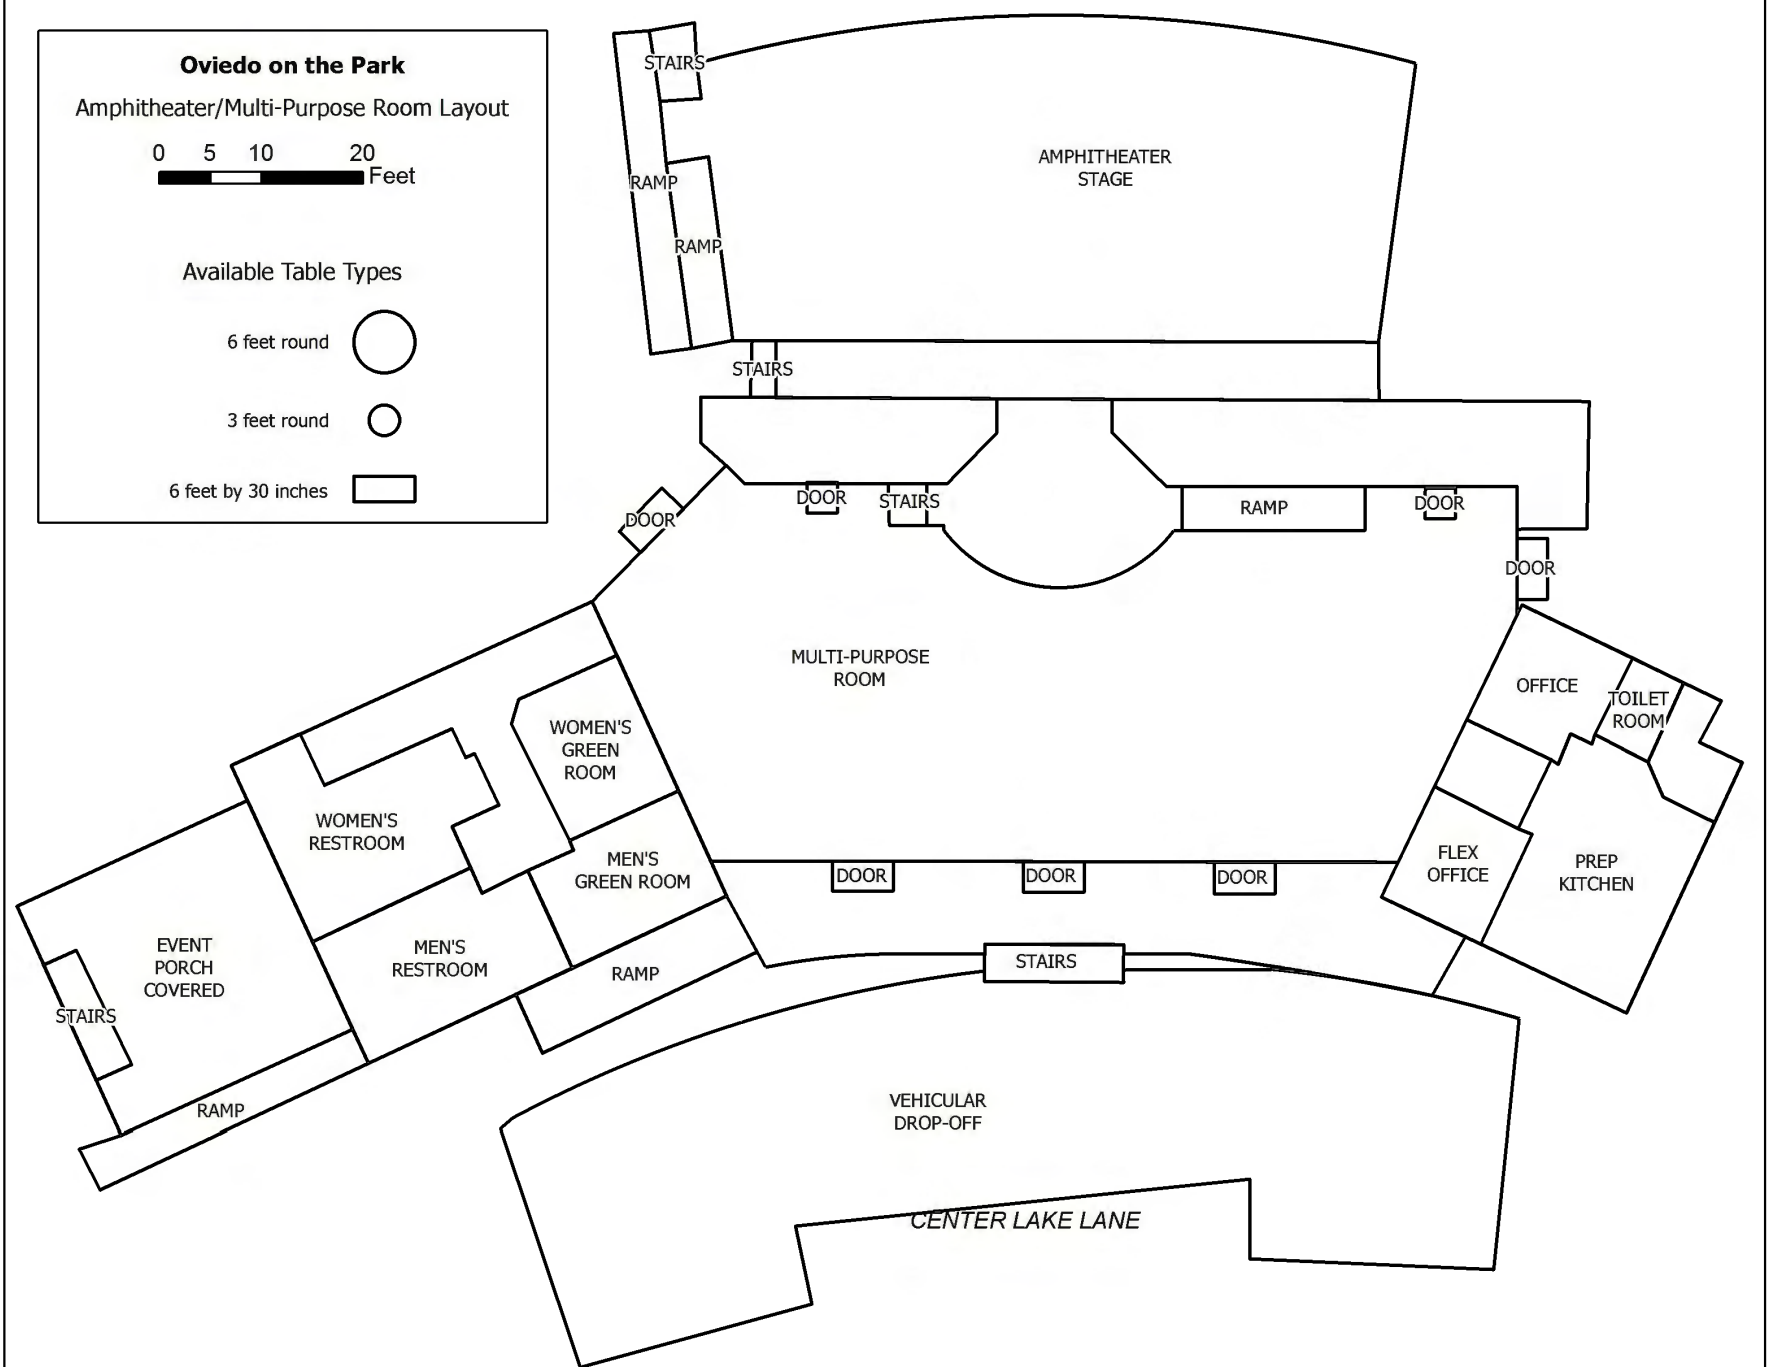 Oviedo on the Park
Amphitheater/Multi-Purpose Room Layout
0 5 10 20
Feet
Available Table Types
6 feet round
3 feet round
6 feet by 30 inches
STAIRS
RAMP
RAMP
AMPHITHEATER
STAGE
STAIRS
DOOR
DOOR
STAIRS
RAMP
DOOR
DOOR
MULTI-PURPOSE
ROOM
OFFICE
TOILET
ROOM
WOMEN'S
GREEN
ROOM
WOMEN'S
RESTROOM
MEN'S
GREEN ROOM
DOOR
DOOR
DOOR
FLEX
OFFICE
PREP
KITCHEN
EVENT
PORCH
COVERED
MEN'S
RESTROOM
RAMP
STAIRS
STAIRS
RAMP
VEHICULAR
DROP-OFF
CENTER LAKE LANE